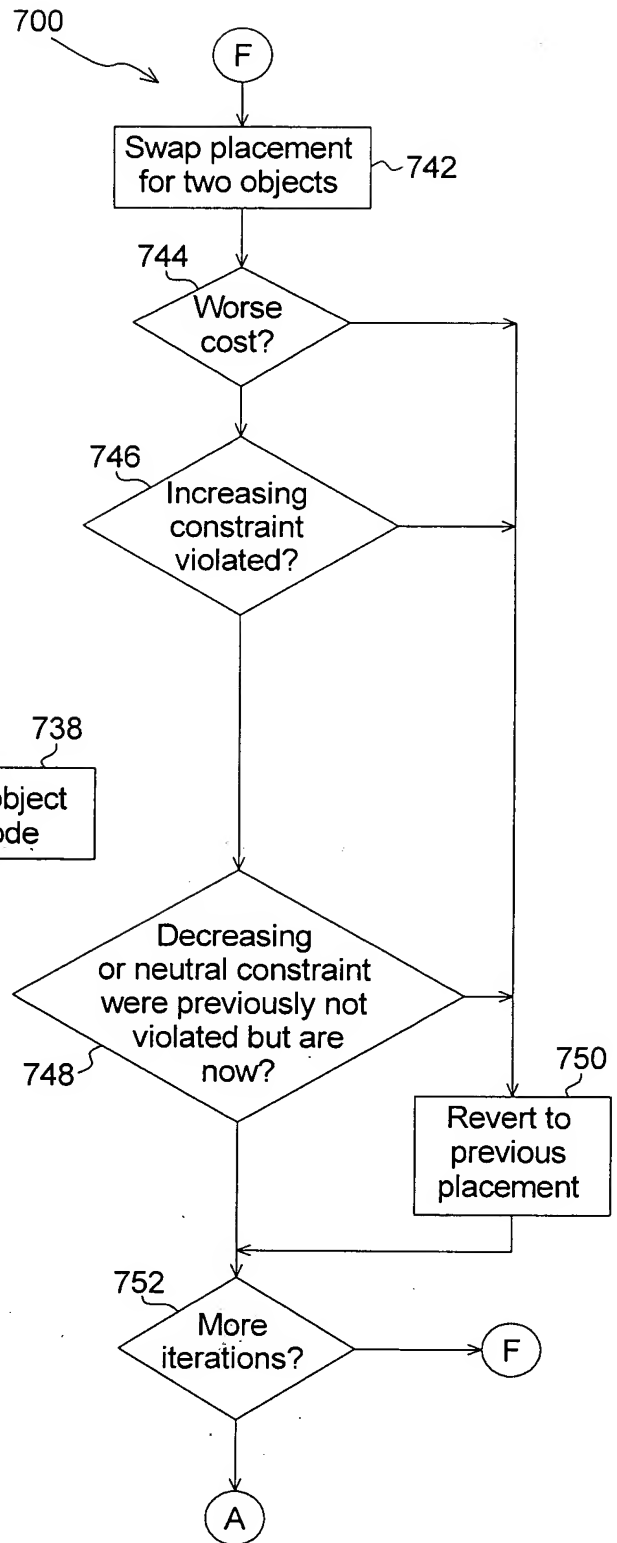 700
F
Swap placement
for two objects
742
744
Worse
cost?
746
Increasing
constraint
violated?
738
object
ode
Decreasing
or neutral constraint
were previously not
violated but are
now?
748
750
Revert to
previous
placement
752
More
iterations?
F
A